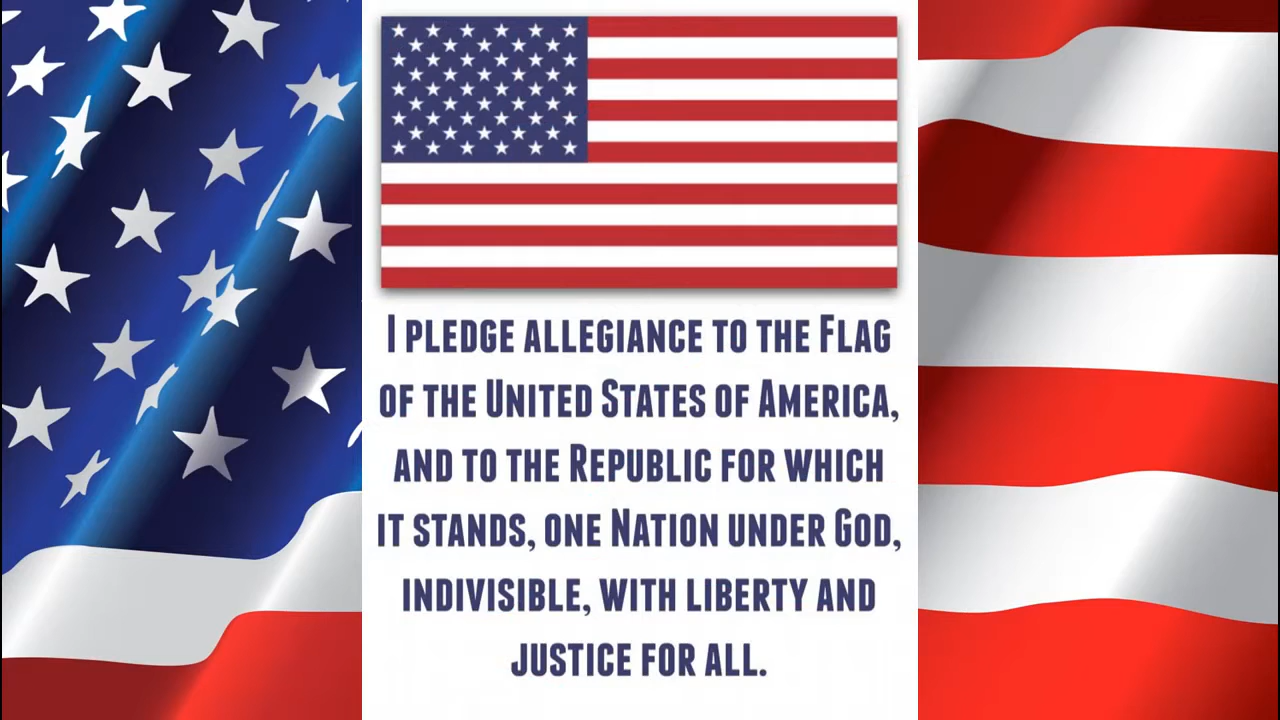 I PLEDGE ALLEGIANCE TO THE FLAG
OF THE UNITED STATES OF AMERICA,
AND TO THE REPUBLIC FOR WHICH
IT STANDS, ONE NATION UNDER GOD,
INDIVISIBLE, WITH LIBERTY AND
JUSTICE FOR ALL.